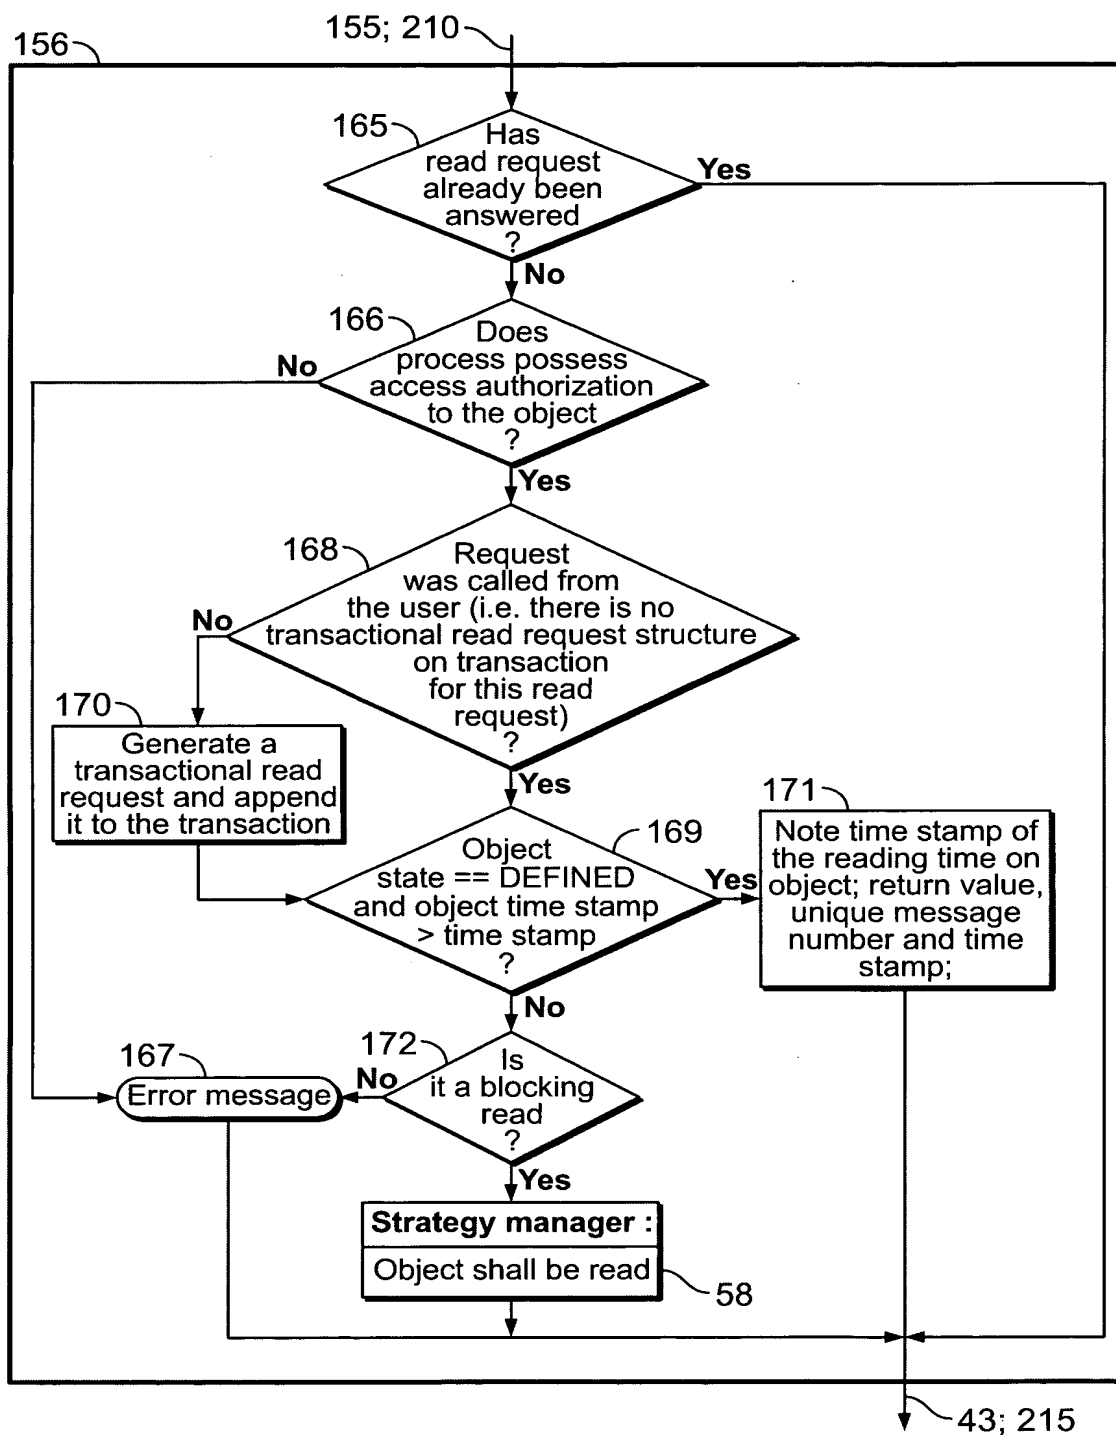 156
155; 210
165
Has
read request
already been
answered
?
Yes
No
166
Does
process possess
access authorization
to the object
?
No
Yes
168
Request
was called from
the user (i.e. there is no
transactional read request structure
on transaction
for this read
request)
?
No
Yes
170
Generate a
transactional read
request and append
it to the transaction
169
Object
state == DEFINED
and object time stamp
> time stamp
?
Yes
No
171
Note time stamp of
the reading time on
object; return value,
unique message
number and time
stamp;
172
Is
it a blocking
read
?
No
Yes
167
Error message
Strategy manager :
Object shall be read
58
43; 215